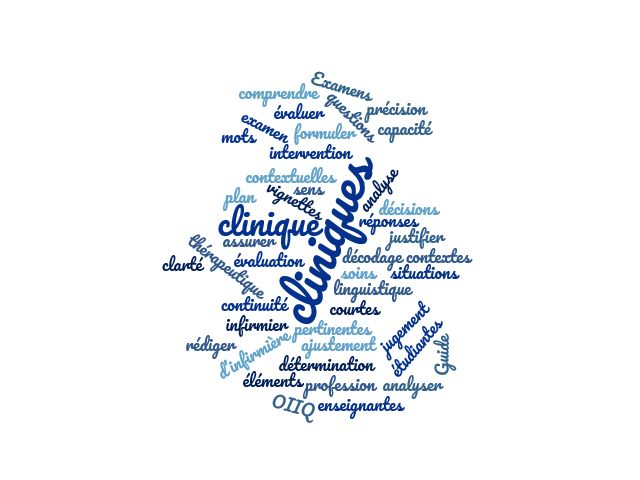 Examens
comprendre
questions
précision
évaluer
examen
capacité
mots
formuler
intervention
contextuelles
sens
analyse
plan
vignettes
cliniques
décisions
clinique
réponses
assurer
justifier
thérapeutique
clarté
évaluation
décodage contextes
soins
situations
linguistique
continuité
courtes
infirmier
pertinentes
jugement
rédiger
d'infirmière
ajustement
étudiantes
Guide
détermination
éléments
profession
analyser
OIIQ
enseignantes